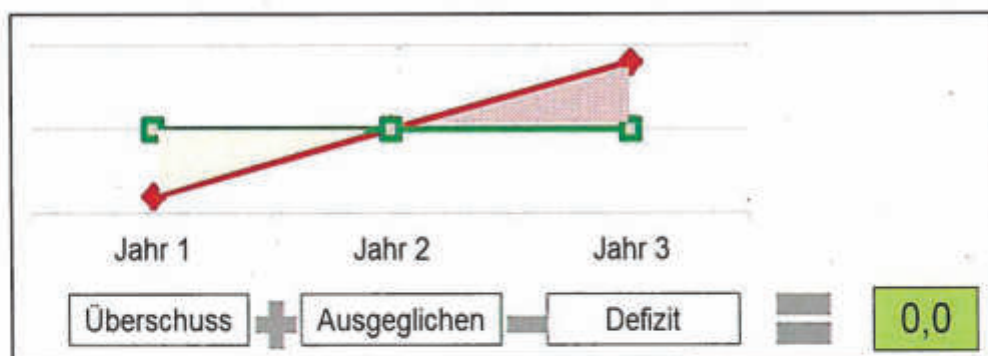 Jahr 1 Jahr 2 Jahr 3
Überschuss + Ausgeglichen - Defizit = 0,0